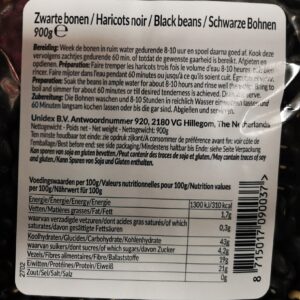 Zwarte bonen / Haricots noir / Black beans / Schwarze Bohnen
900g e
Bereiding: Week de bonen in ruim water gedurende 8-10 uur en spoel daarna goed af. Kook deze
vervolgens zachtjes gedurende 60 min. of totdat de gewenste gaarheid is bereikt. Afgieten en
opdienen. Préparation: Faire tremper les haricots trois fois le volume d'eau 8-10 heures
Faire mijoter dans l'eau pendant 60 minutes ou jusqu'à ce qu'ils soient cuit. Égoutter
Preparation: Soak the beans in ample water for about 8-10 hours and then rinse well. Bring to
boil and simmer for about 60 minutes or till desired tenderness is achieved. Drain and
Zubereitung: Die Bohnen waschen und 8-10 Stunden in reichlich Wasser einweichen lassen und
60 Minuten langsam kochen lassen oder bis die gar sind. Abgießen und servieren.
Unidex B.V. Antwoordnummer 920, 2180 VG Hillegom, The Netherlands
Nettogewicht - Poids net - Net weight - Nettogewicht: 900g
Ten minste houdbaar tot einde: zie onderop zijkant/À consommer de préférence avant fin: voir côté de
l'emballage/Best before end: see side packaging/Mindestens haltbar bis Ende: siehe Seite Verpackung
Kan sporen van soja en gluten bevatten./Peut contenir des traces de soja et gluten./May contain traces of soy
and gluten./Kann Spuren von Soja und Gluten enthalten.
Voedingswaarden per 100g/Valeurs nutritionnelles pour 100g/Nutrition values
per 100g/Nährwert für 100g
Energie/Énergie/Energy/Energie 1300 kJ/310 kcal
Vetten/Matières grasses/Fat/Fett 1,7g
waarvan verzadigde vetzuren/dont acides gras saturés/of which
saturates/davon gesättigte Fettsäuren 0,3g
Koolhydraten/Glucides/Carbohydrate/Kohlenhydrate 43g
waarvan suikers/dont sucres/of which sugars/davon Zucker 4,2g
Vezels/Fibres alimentaires/Fibre/Ballaststoffe 19g
Eiwitten/Protéines/Protein/Eiweiß 21g
Zout/Sel/Salt/Salz 0g
2702
8 715017 090037 >